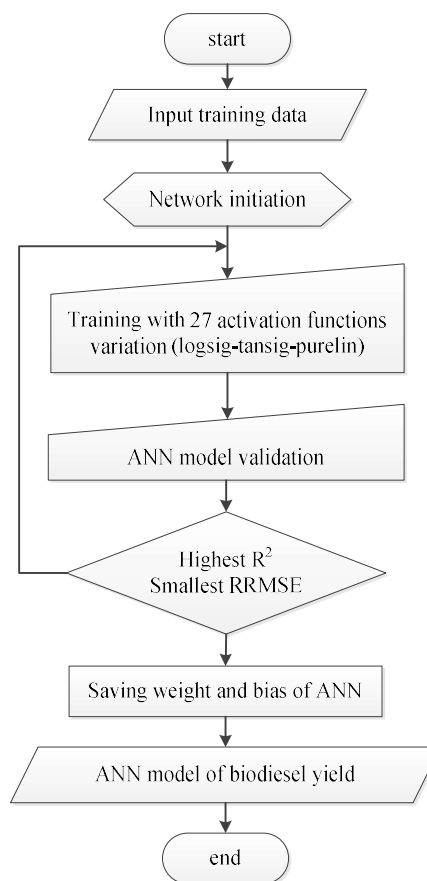 start
Input training data
Network initiation
Training with 27 activation functions
variation (logsig-tansig-purelin)
ANN model validation
Highest R²
Smallest RRMSE
Saving weight and bias of ANN
ANN model of biodiesel yield
end